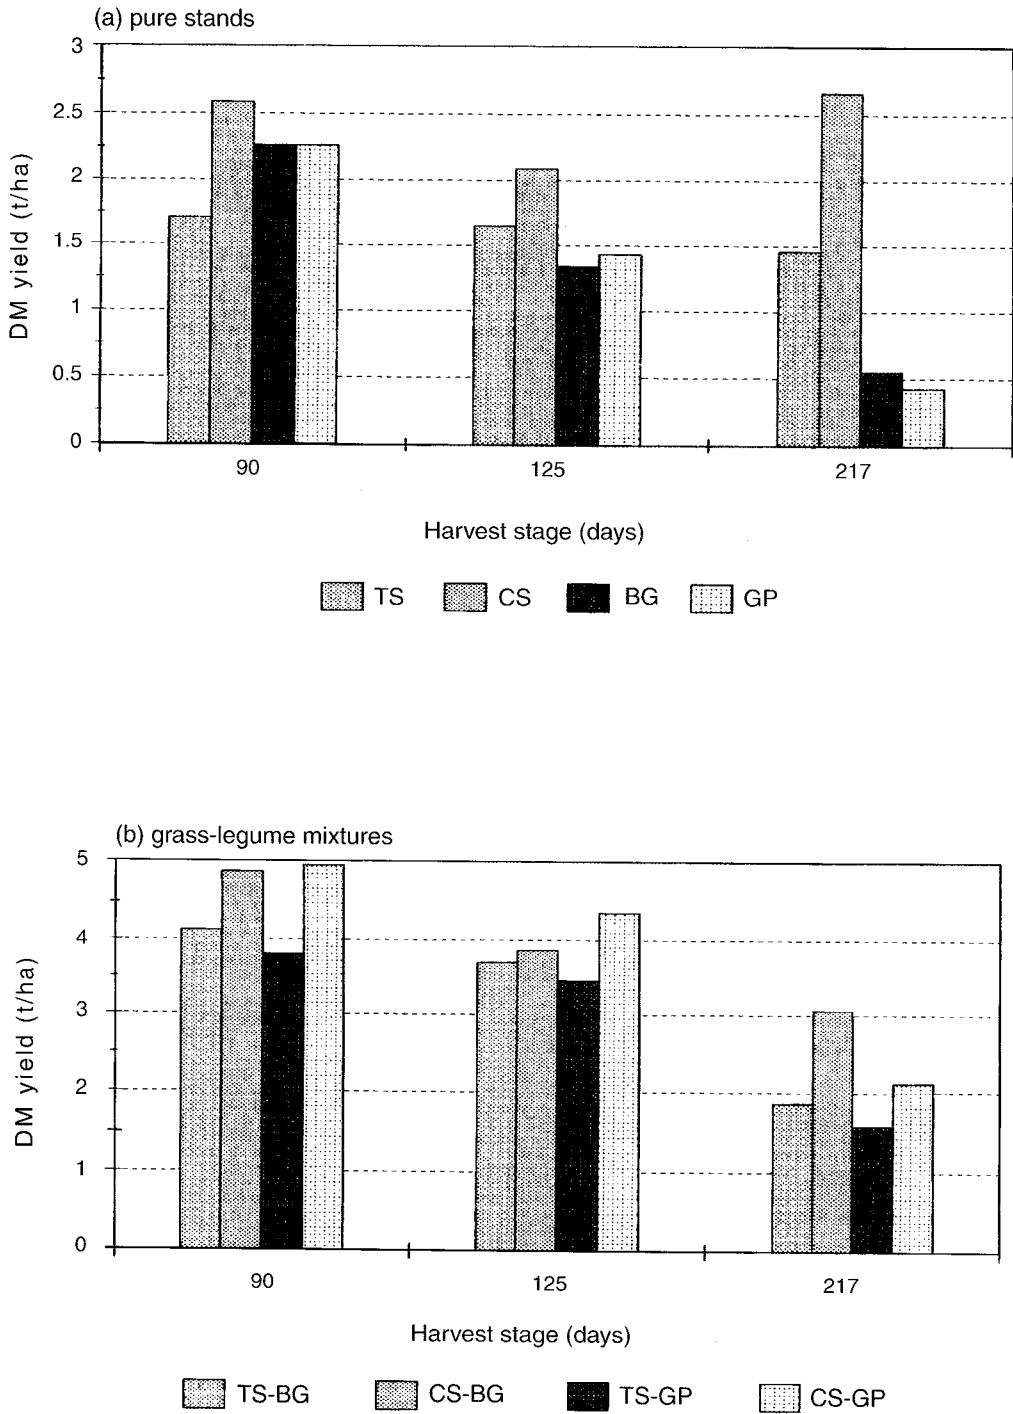 (a) pure stands
3
2.5
2
1.5
1
0.5
0
DM yield (t/ha)
90 125 217
Harvest stage (days)
TS CS BG GP
(b) grass-legume mixtures
5
4
3
2
1
0
DM yield (t/ha)
90 125 217
Harvest stage (days)
TS-BG CS-BG TS-GP CS-GP